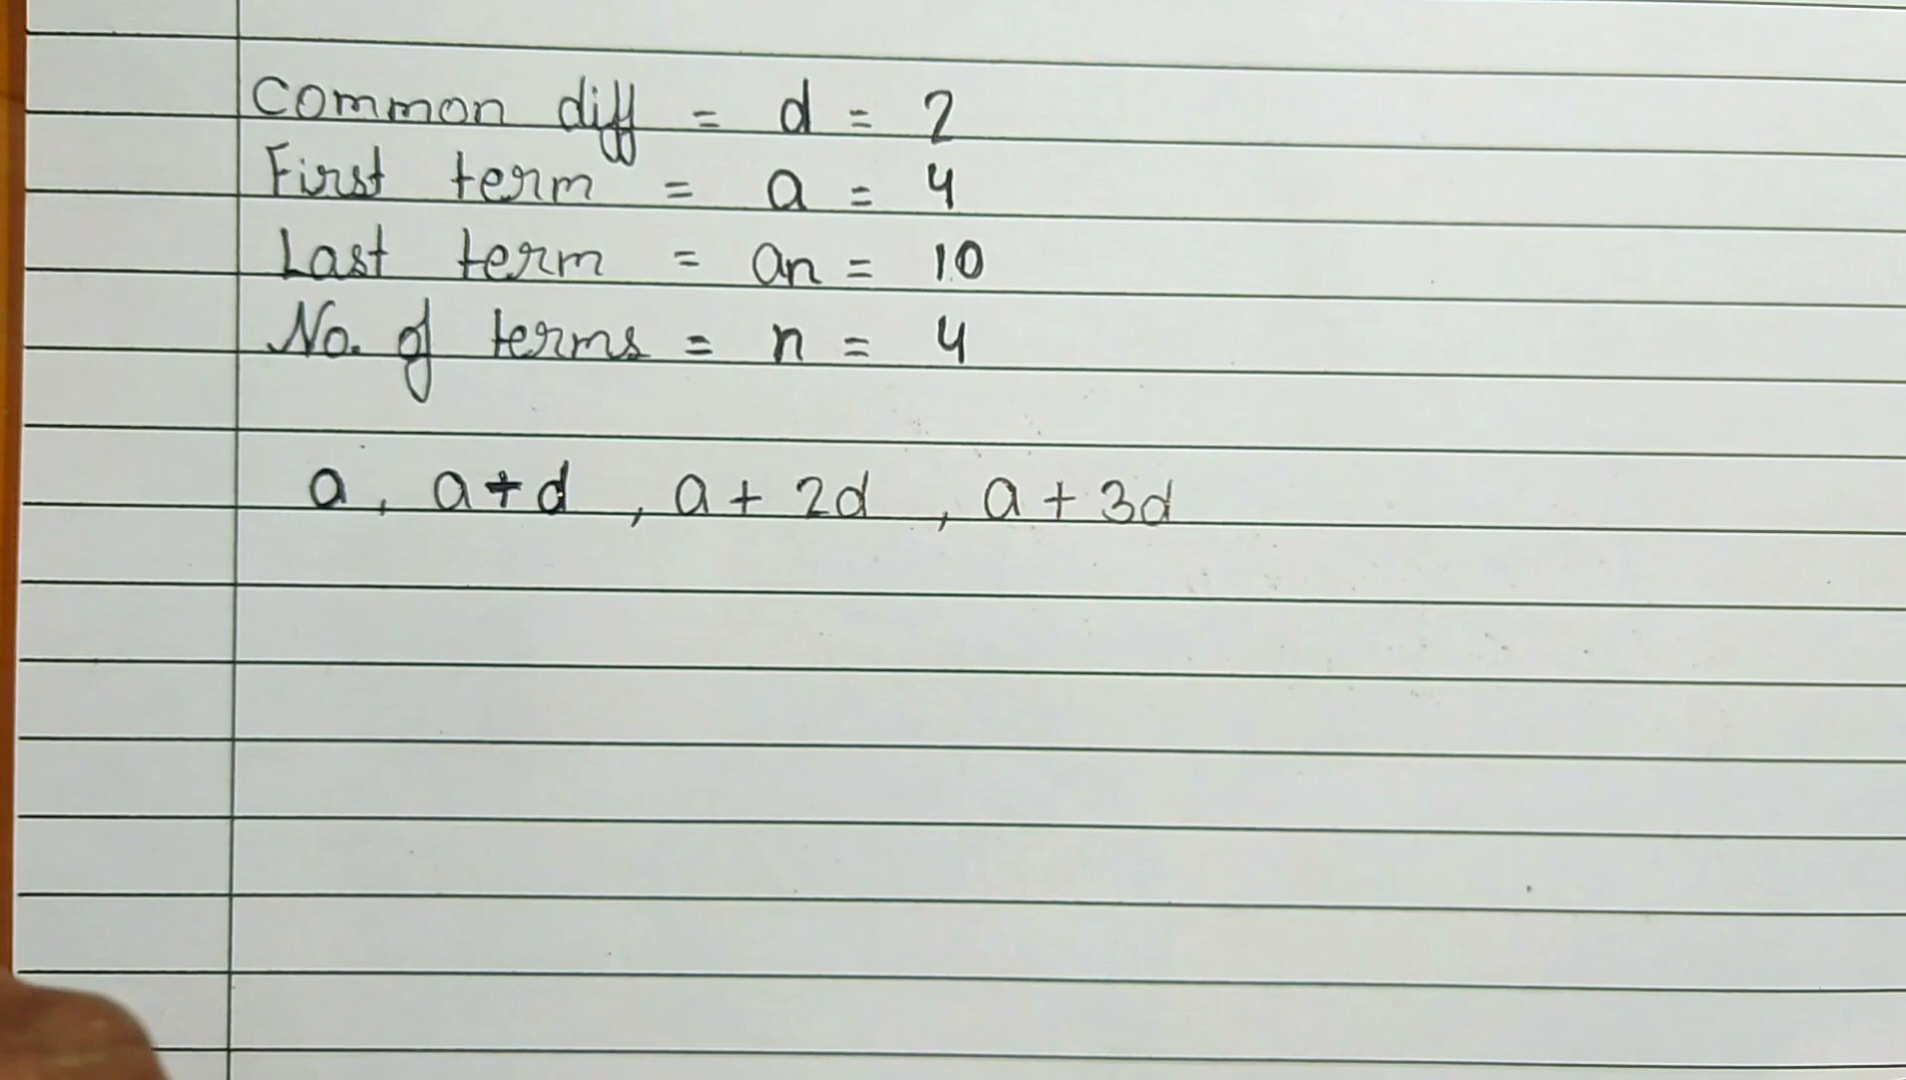 Common diff = d = 2
First term = a = 4
Last term = an = 10
No. of terms = n = 4
a, a+d, a + 2d, a + 3d